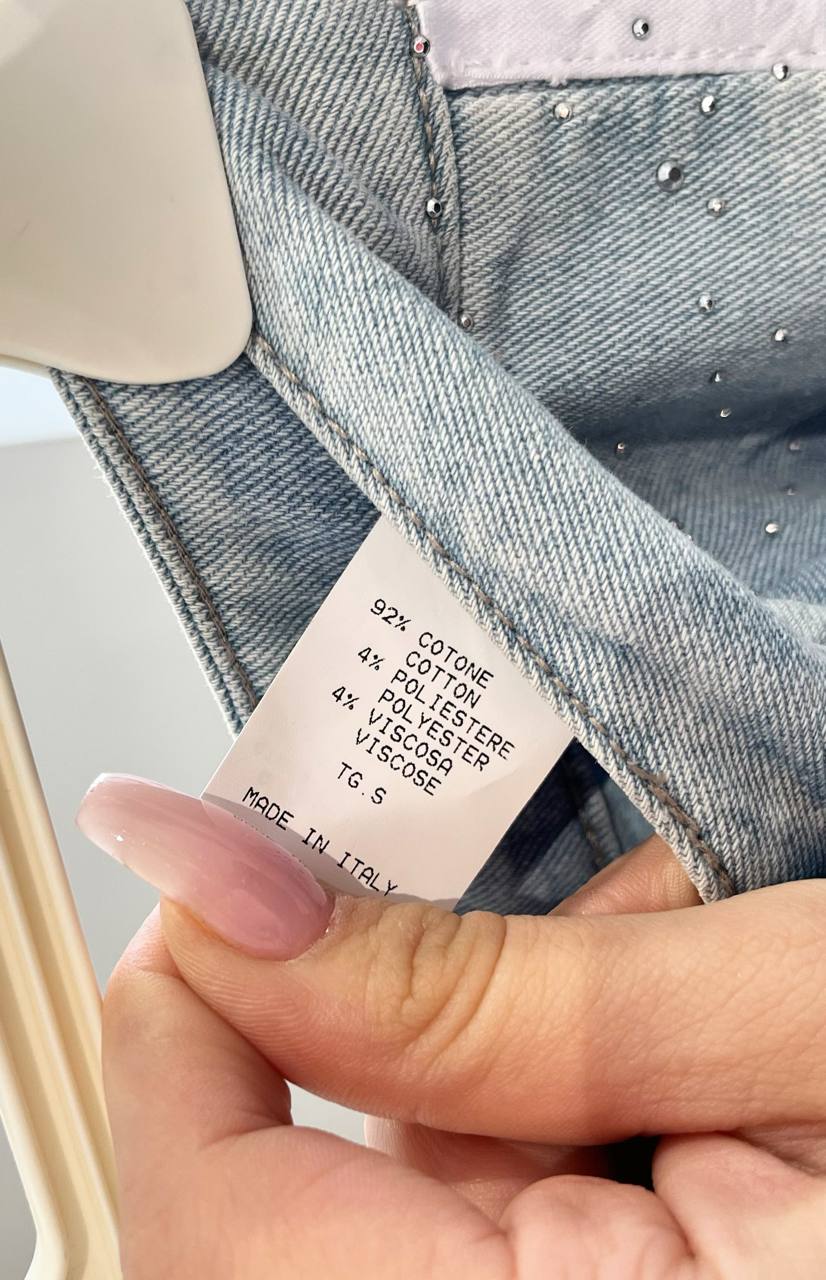 92% COTONE
COTTON
4% POLIESTERE
POLYESTER
4% VISCOSA
VISCOSE
TG.S
MADE IN ITALY